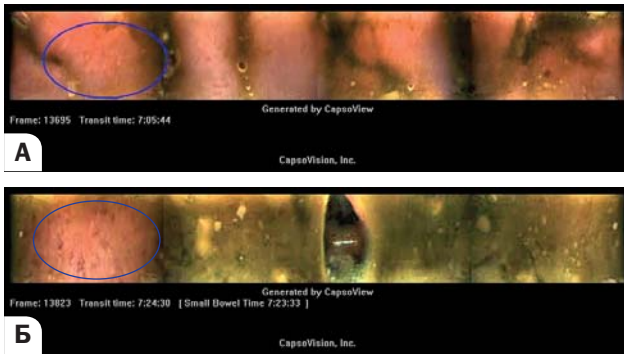 Generated by CapsoView
Frame: 13695 Transit time: 7:05:44
А
CapsoVision, Inc.
Generated by CapsoView
Frame: 13823 Transit time: 7:24:30 [ Small Bowel Time 7:23:33 ]
Б
CapsoVision, Inc.